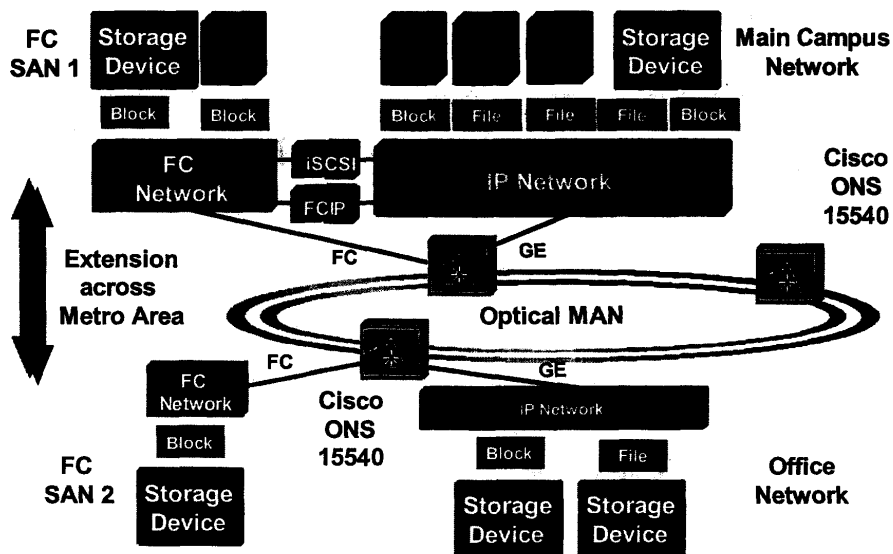 FC
SAN 1
Storage
Device
Storage
Device
Main Campus
Network
Block
Block
Block
File
File
File
Block
FC
Network
iSCSI
FCIP
IP Network
Cisco
ONS
15540
FC
GE
Extension
across
Metro Area
Optical MAN
FC
GE
FC
Network
Cisco
ONS
15540
IP Network
Block
Block
File
FC
SAN 2
Storage
Device
Storage
Device
Storage
Device
Office
Network